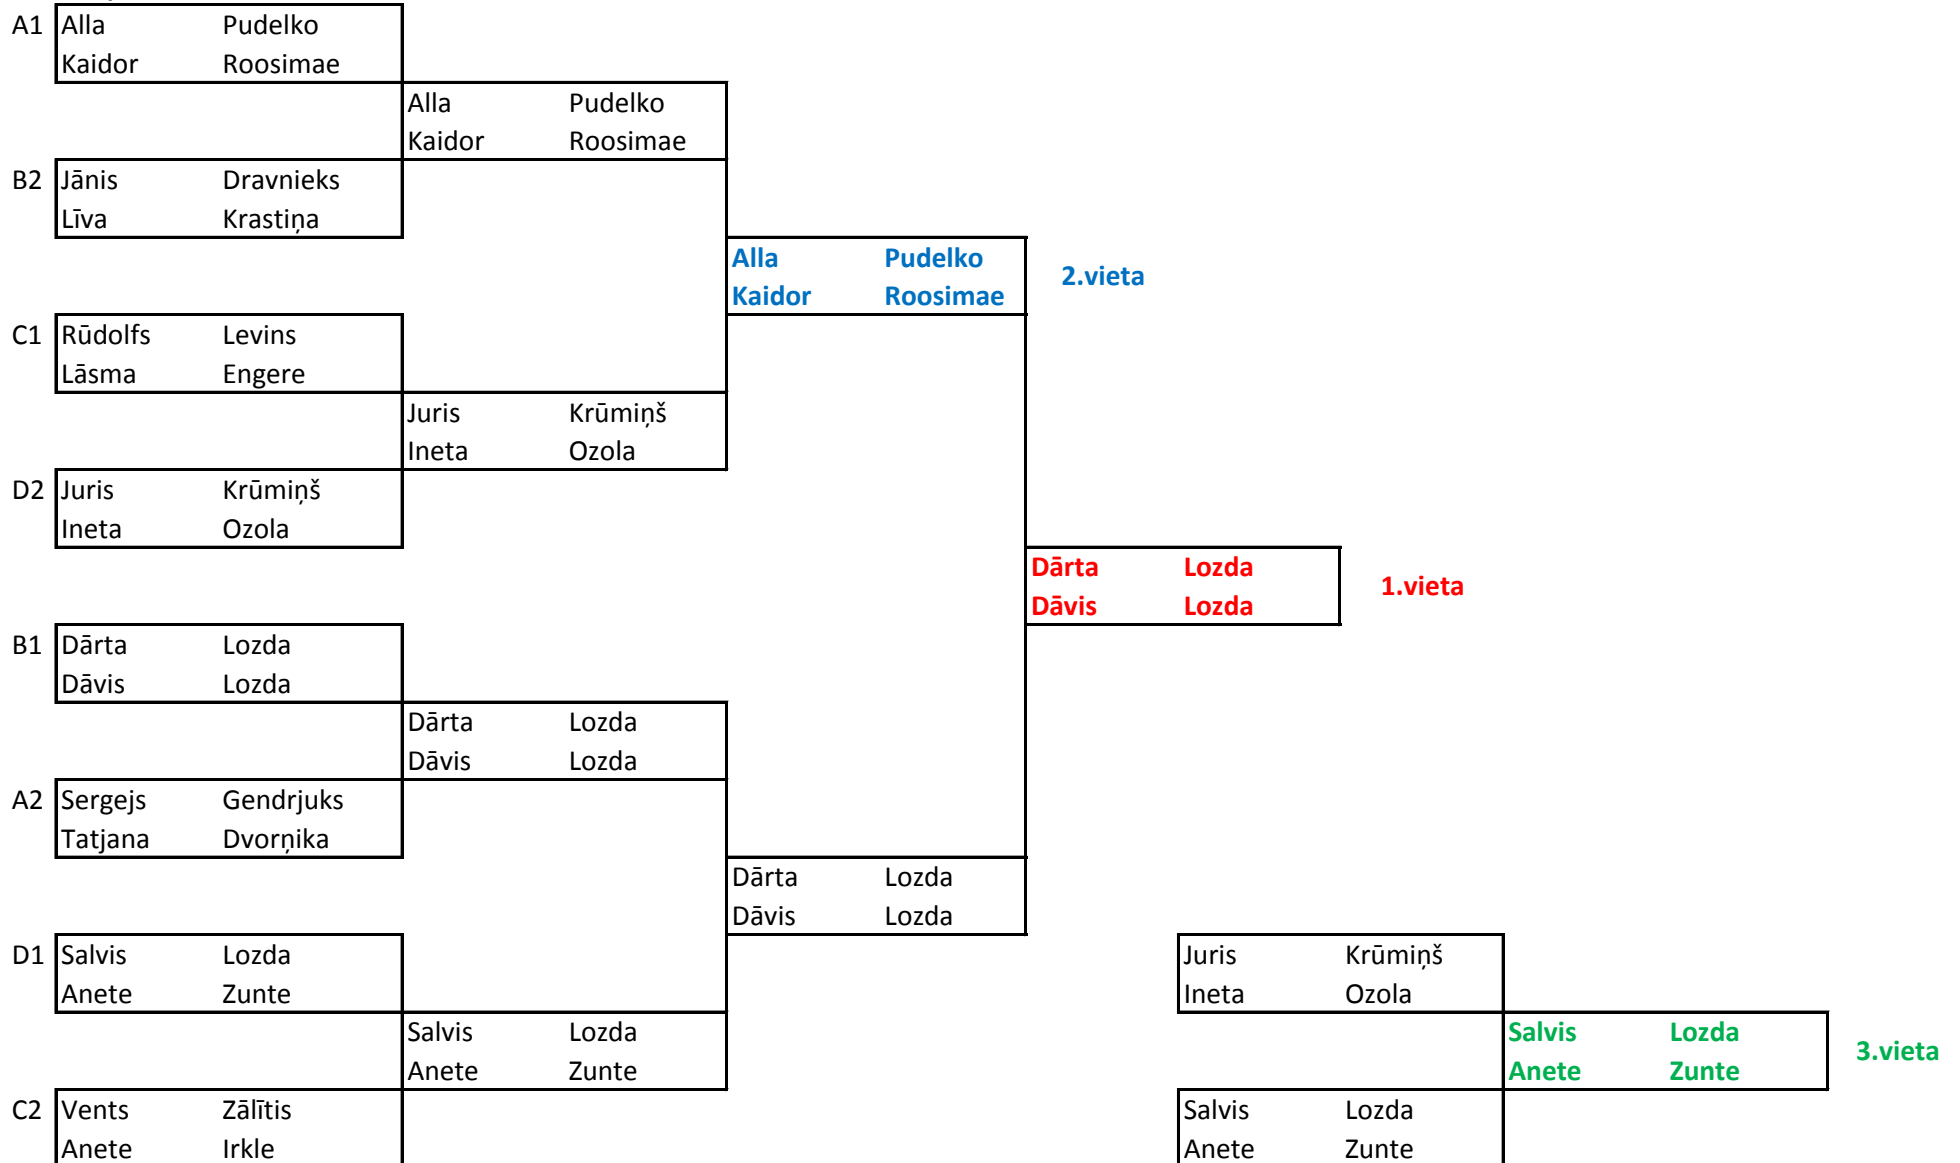 A1 Alla Pudelko
Kaidor Roosimae
Alla Pudelko
Kaidor Roosimae
B2 Jānis Dravnieks
Līva Krastiņa
Alla Pudelko
2.vieta
Kaidor Roosimae
C1 Rūdolfs Levins
Lāsma Engere
Juris Krūmiņš
Ineta Ozola
D2 Juris Krūmiņš
Ineta Ozola
Dārta Lozda
1.vieta
Dāvis Lozda
B1 Dārta Lozda
Dāvis Lozda
Dārta Lozda
Dāvis Lozda
A2 Sergejs Gendrjuks
Tatjana Dvorņika
Dārta Lozda
Dāvis Lozda
D1 Salvis Lozda Juris Krūmiņš
Anete Zunte Ineta Ozola
Salvis Lozda Salvis Lozda
3.vieta
Anete Zunte Anete Zunte
C2 Vents Zālītis Salvis Lozda
Anete Irkle Anete Zunte